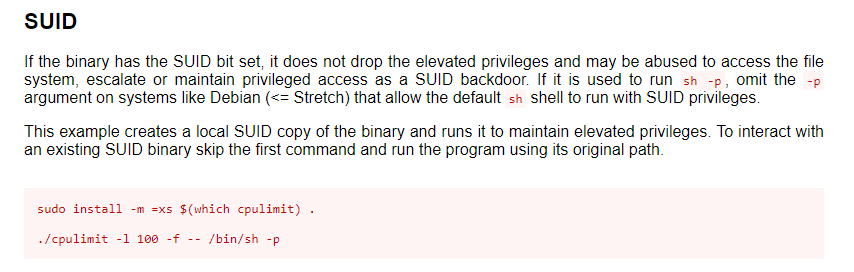 SUID
If the binary has the SUID bit set, it does not drop the elevated privileges and may be abused to access the file
system, escalate or maintain privileged access as a SUID backdoor. If it is used to run sh -p, omit the -p
argument on systems like Debian (<= Stretch) that allow the default sh shell to run with SUID privileges.
This example creates a local SUID copy of the binary and runs it to maintain elevated privileges. To interact with
an existing SUID binary skip the first command and run the program using its original path.
sudo install -m =xs $(which cpulimit) .
./cpulimit -l 100 -f -- /bin/sh -p